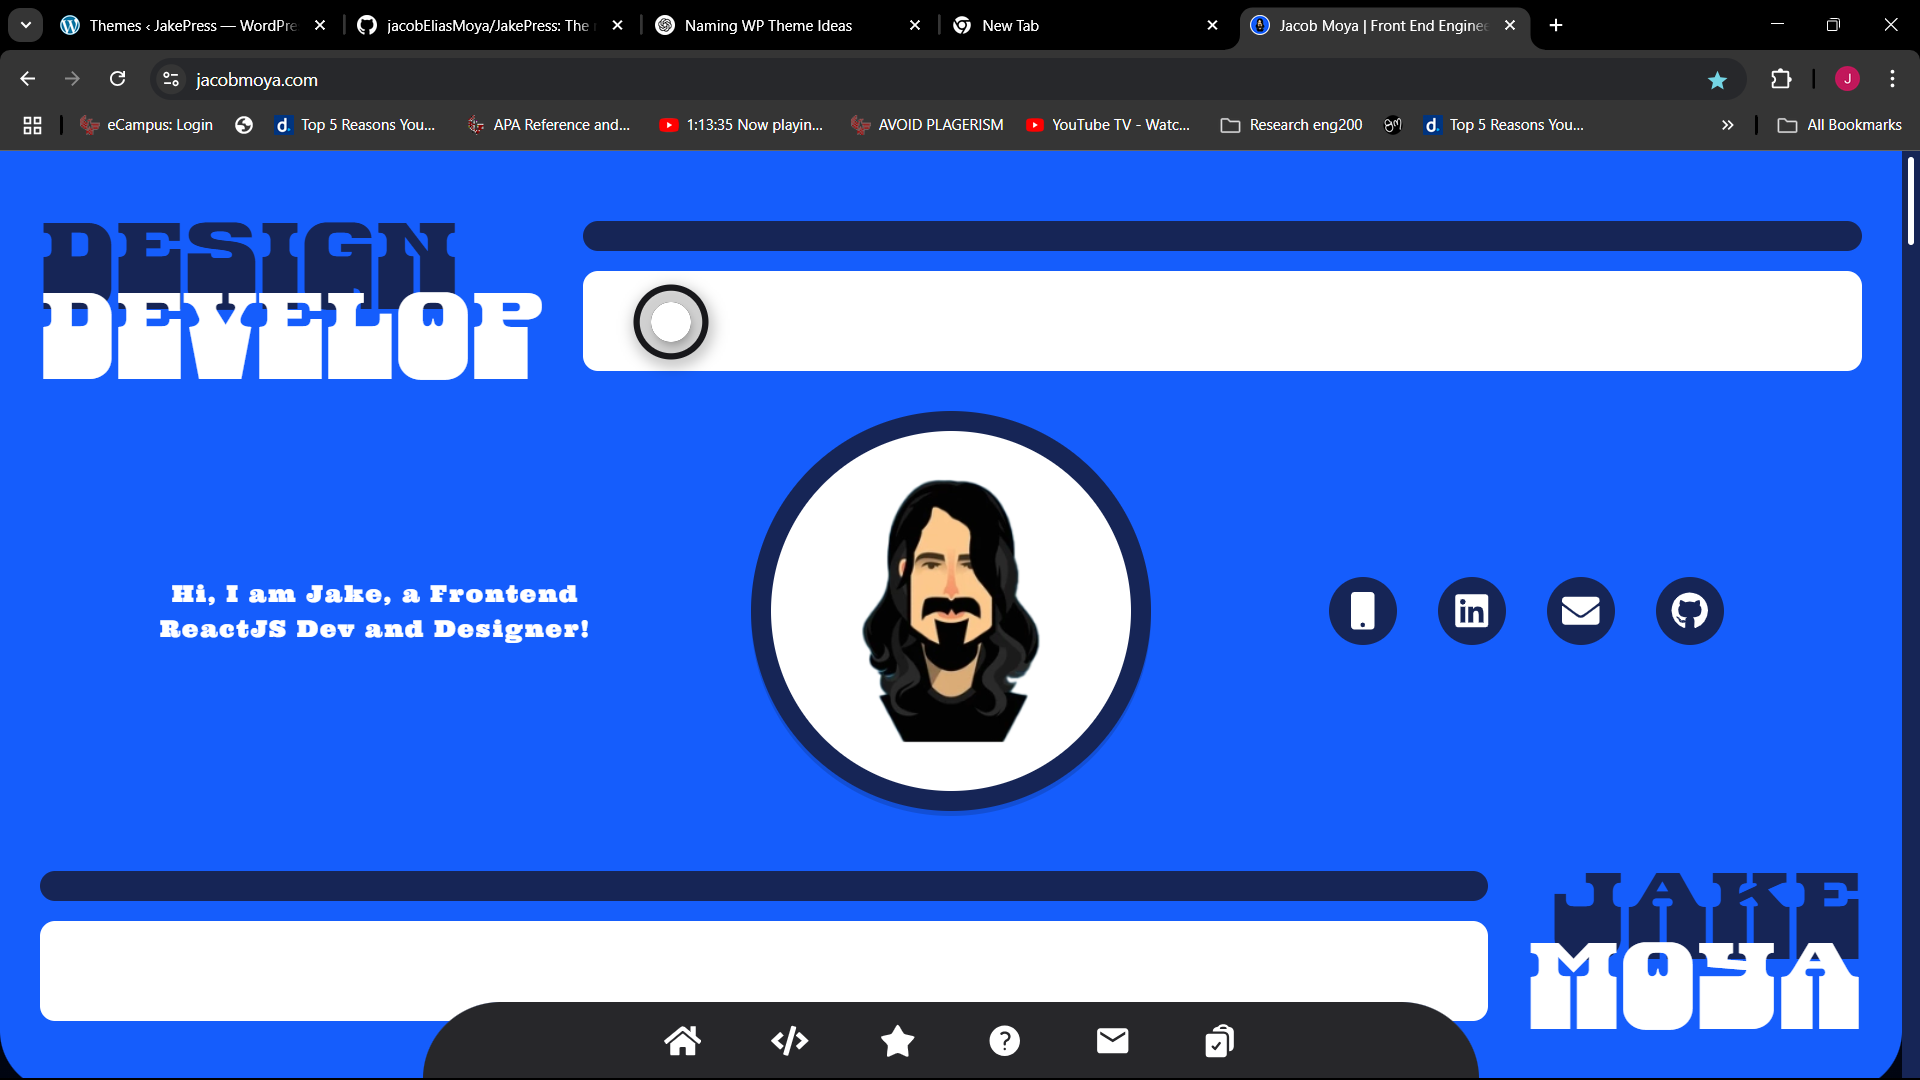 Themes ‹ JakePress — WordPre
jacobEliasMoya/JakePress: The
Naming WP Theme Ideas
New Tab
Jacob Moya | Front End Enginee
jacobmoya.com
J
eCampus: Login
d.
Top 5 Reasons You...
APA Reference and...
1:13:35 Now playin...
AVOID PLAGERISM
YouTube TV - Watc...
Research eng200
d.
Top 5 Reasons You...
All Bookmarks
DESIGN
DEVELOP
Hi, I am Jake, a Frontend
ReactJS Dev and Designer!
in
JAKE
MOYA